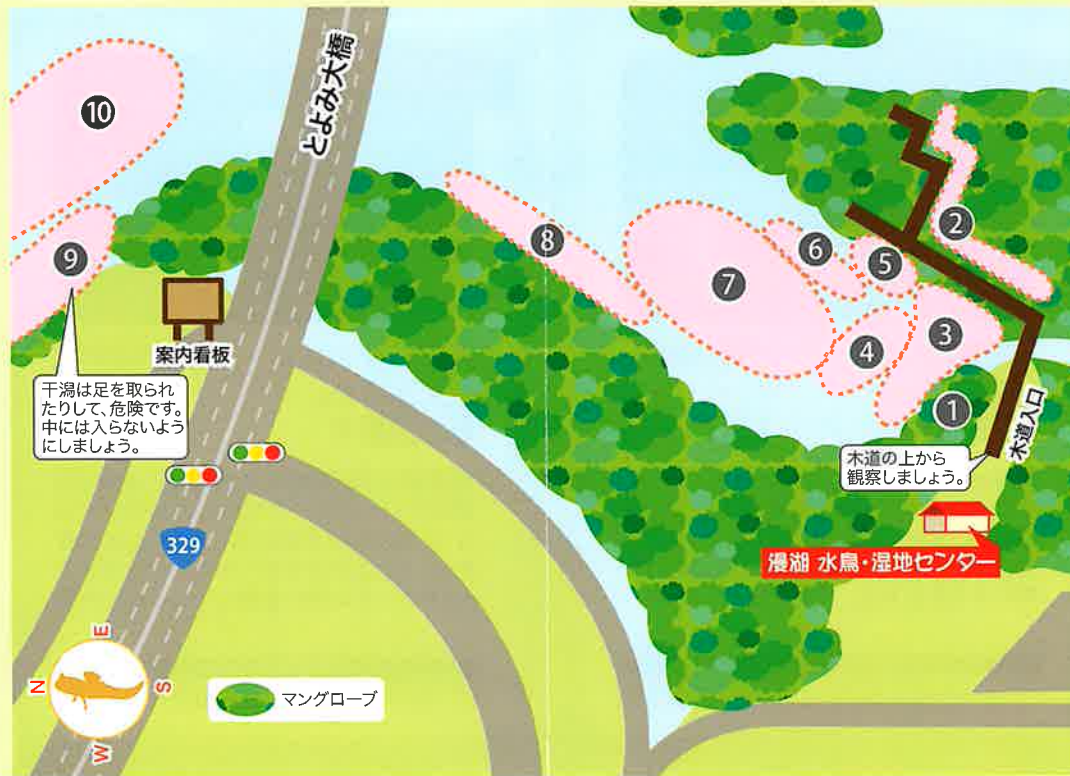 とよみ大橋
10
9
8
7
6
5
2
3
4
1
案内看板
干潟は足を取られ
たりして、危険です。
中には入らないよう
にしましょう。
木道入口
木道の上から
観察しましょう。
漫湖 水鳥・湿地センター
329
N
E
S
W
マングローブ